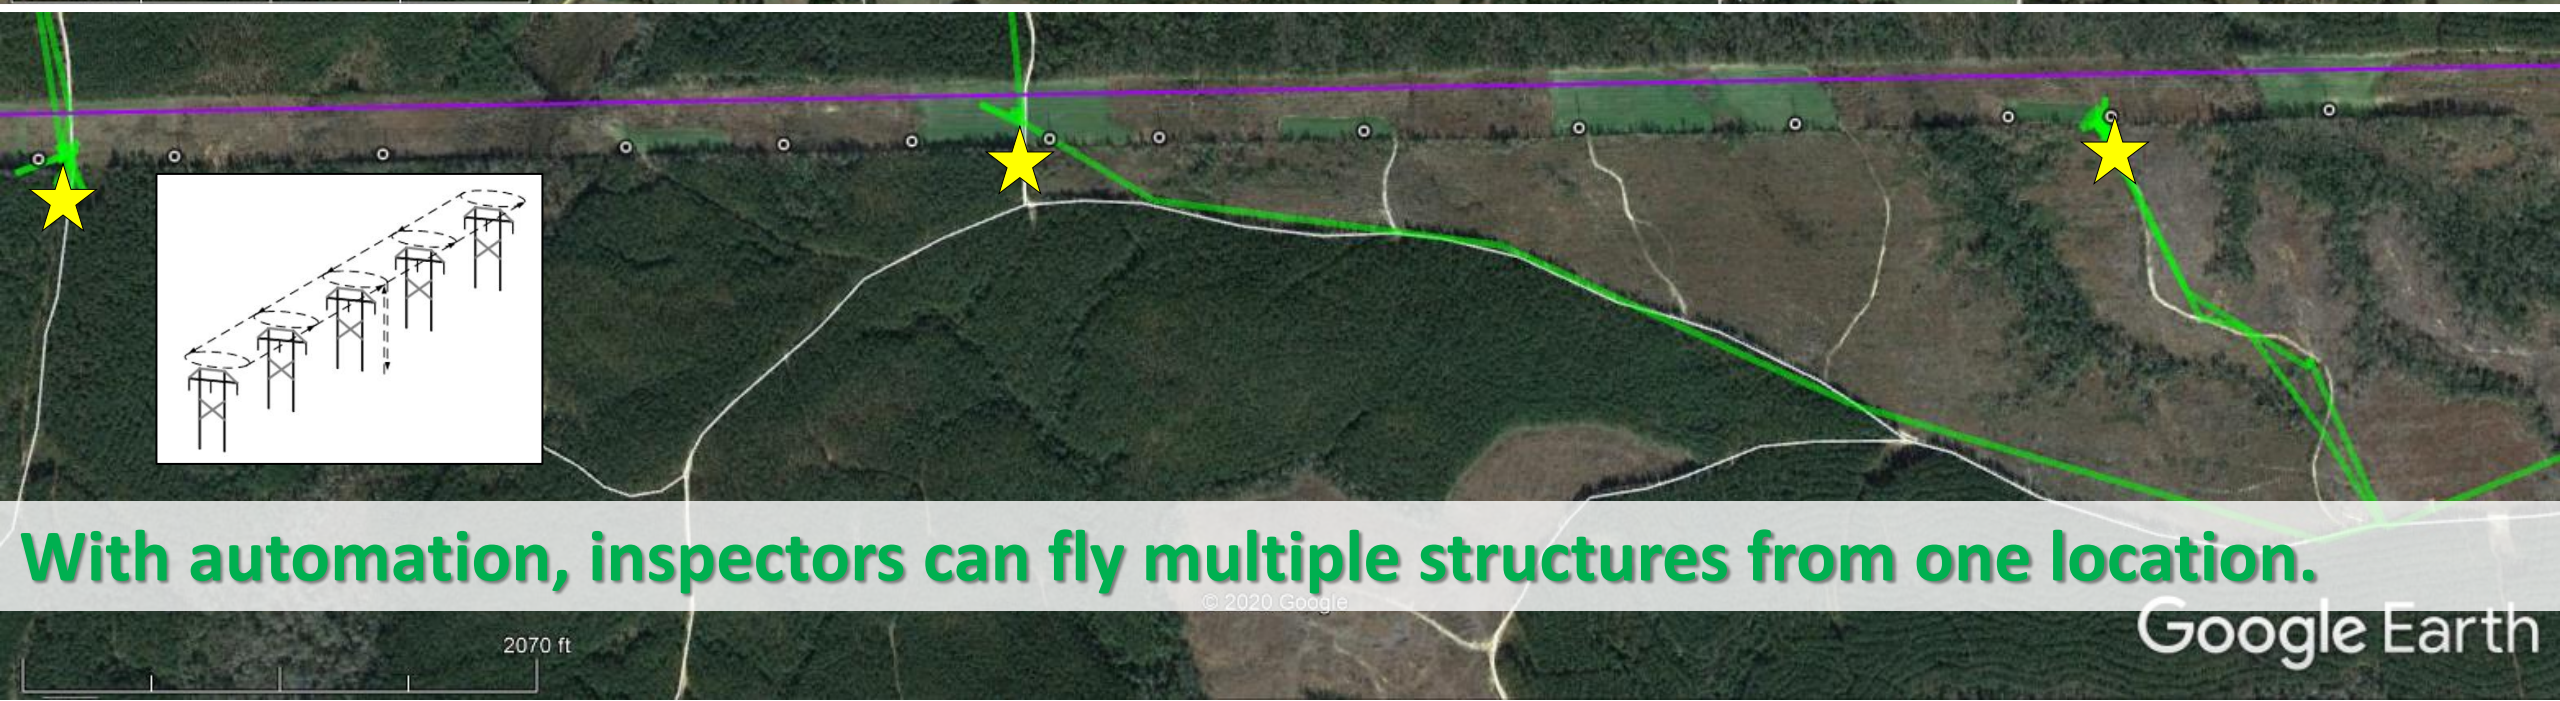 With automation, inspectors can fly multiple structures from one location.
© 2020 Google
2070 ft
Google Earth